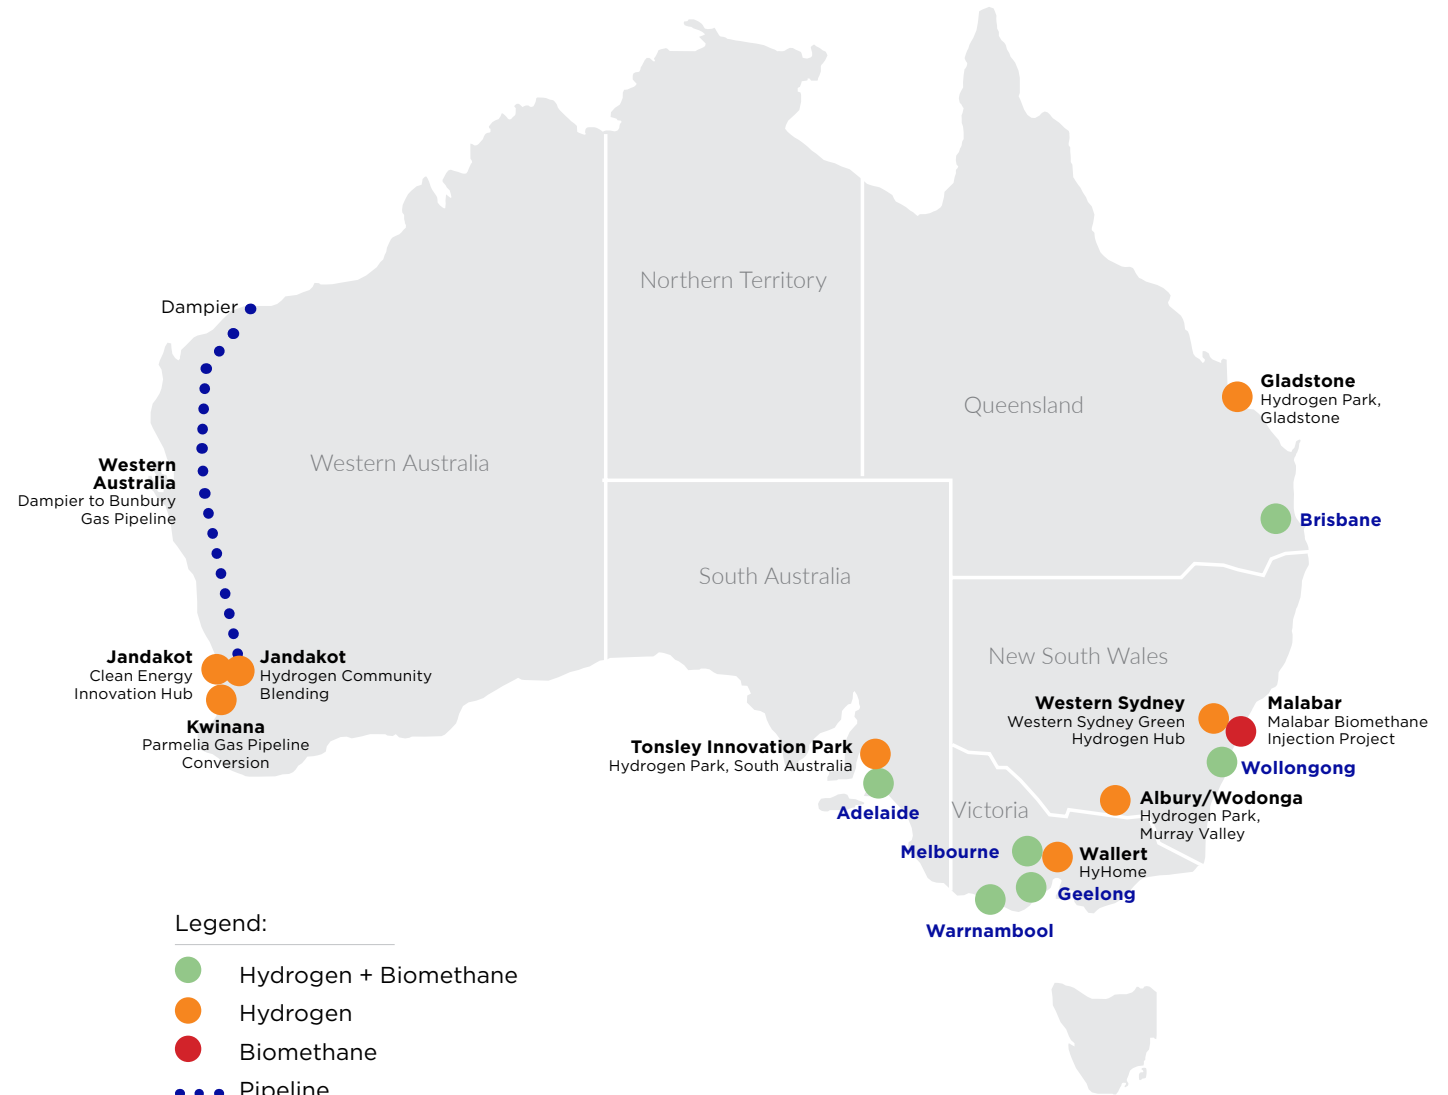 Northern Territory
Dampier
Gladstone
Hydrogen Park,
Gladstone
Queensland
Western Australia
Western
Australia
Dampier to Bunbury
Gas Pipeline
Brisbane
South Australia
New South Wales
Jandakot
Clean Energy
Innovation Hub
Jandakot
Hydrogen Community
Blending
Kwinana
Parmelia Gas Pipeline
Conversion
Western Sydney
Western Sydney Green
Hydrogen Hub
Malabar
Malabar Biomethane
Injection Project
Tonsley Innovation Park
Hydrogen Park, South Australia
Wollongong
Adelaide
Victoria
Albury/Wodonga
Hydrogen Park,
Murray Valley
Melbourne
Wallert
HyHome
Geelong
Warrnambool
Legend:
Hydrogen + Biomethane
Hydrogen
Biomethane
Pipeline